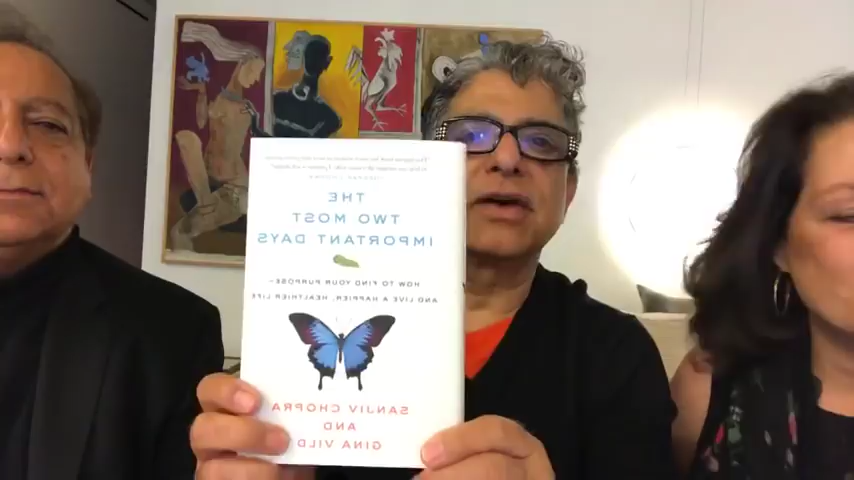 THE
TWO MOST
IMPORTANT DAYS
HOW TO FIND YOUR PURPOSE–
AND LIVE A HAPPIER, HEALTHIER LIFE
SANJIV CHOPRA
AND
GINA VILD